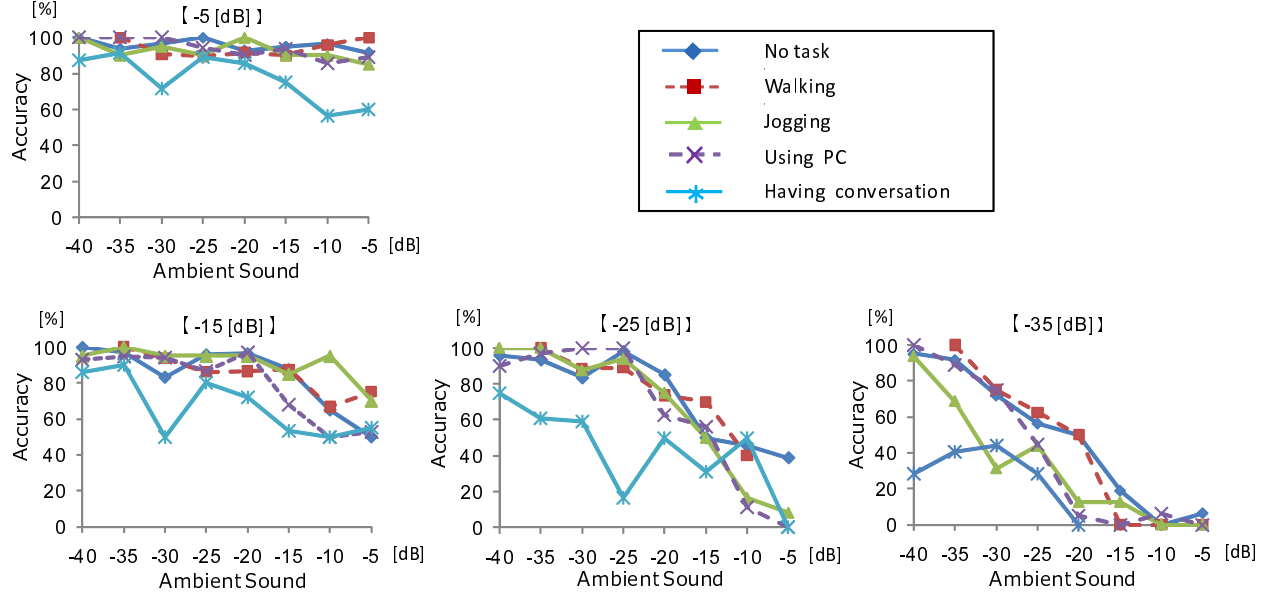 [%]
【 -5 [dB] 】
100
80
60
40
20
0
Accuracy
-40 -35 -30 -25 -20 -15 -10 -5 [dB]
Ambient Sound
No task
Walking
Jogging
Using PC
Having conversation
[%]
【 -15 [dB] 】
100
80
60
40
20
0
Accuracy
-40 -35 -30 -25 -20 -15 -10 -5 [dB]
Ambient Sound
[%]
【 -25 [dB] 】
100
80
60
40
20
0
Accuracy
-40 -35 -30 -25 -20 -15 -10 -5 [dB]
Ambient Sound
[%]
【 -35 [dB] 】
100
80
60
40
20
0
Accuracy
-40 -35 -30 -25 -20 -15 -10 -5 [dB]
Ambient Sound